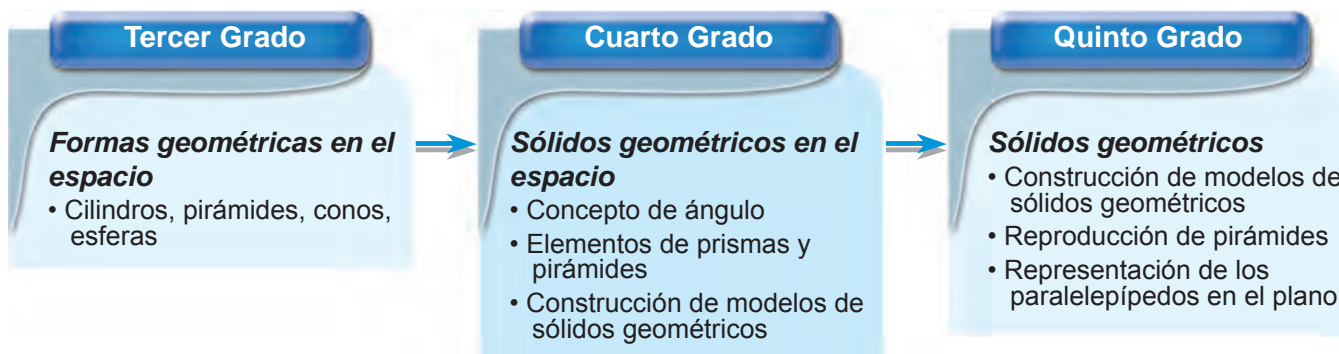 Tercer Grado
Formas geométricas en el
espacio
• Cilindros, pirámides, conos,
esferas
Cuarto Grado
Sólidos geométricos en el
espacio
• Concepto de ángulo
• Elementos de prismas y
pirámides
• Construcción de modelos de
sólidos geométricos
Quinto Grado
Sólidos geométricos
• Construcción de modelos de
sólidos geométricos
• Reproducción de pirámides
• Representación de los
paralelepípedos en el plano